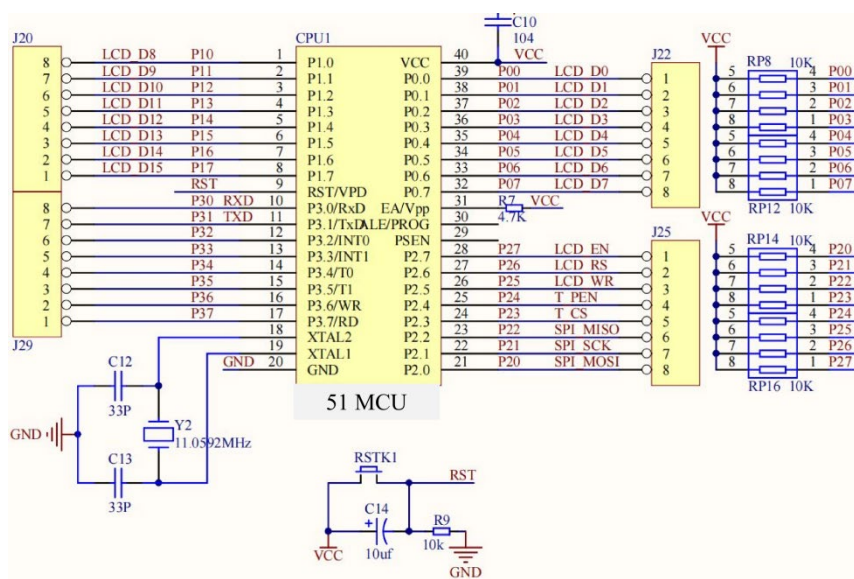 C10
104
J20
CPU1
VCC
LCD_D8 P10 1 P1.0 VCC 40 VCC J22 RP8 10K
8 LCD_D9 P11 2 P1.1 P0.0 39 P00 LCD_D0 1 5 4 P00
7 LCD_D10 P12 3 P1.2 P0.1 38 P01 LCD_D1 2 6 3 P01
6 LCD_D11 P13 4 P1.3 P0.2 37 P02 LCD_D2 3 7 2 P02
5 LCD_D12 P14 5 P1.4 P0.3 36 P03 LCD_D3 4 8 1 P03
4 LCD_D13 P15 6 P1.5 P0.4 35 P04 LCD_D4 5 5 4 P04
3 LCD_D14 P16 7 P1.6 P0.5 34 P05 LCD_D5 6 6 3 P05
2 LCD_D15 P17 8 P1.7 P0.6 33 P06 LCD_D6 7 7 2 P06
1 RST 9 RST/VPD P0.7 32 P07 LCD_D7 8 8 1 P07
8 P30 RXD 10 P3.0/RxD EA/Vpp 31 R7 VCC RP12 10K
7 P31 TXD 11 P3.1/TxD ALE/PROG 30 4.7K VCC
6 P32 12 P3.2/INT0 PSEN 29 J25 RP14 10K
5 P33 13 P3.3/INT1 P2.7 28 P27 LCD_EN 1 5 4 P20
4 P34 14 P3.4/T0 P2.6 27 P26 LCD_RS 2 6 3 P21
3 P35 15 P3.5/T1 P2.5 26 P25 LCD_WR 3 7 2 P22
2 P36 16 P3.6/WR P2.4 25 P24 T_PEN 4 8 1 P23
1 P37 17 P3.7/RD P2.3 24 P23 T_CS 5 5 4 P24
J29 18 XTAL2 P2.2 23 P22 SPI_MISO 6 6 3 P25
19 XTAL1 P2.1 22 P21 SPI_SCK 7 7 2 P26
GND 20 GND P2.0 21 P20 SPI_MOSI 8 8 1 P27
RP16 10K
51 MCU
C12
33P
Y2
11.0592MHz
GND
C13
33P
RSTK1
RST
C14
+
R9
10uf
10k
VCC
GND